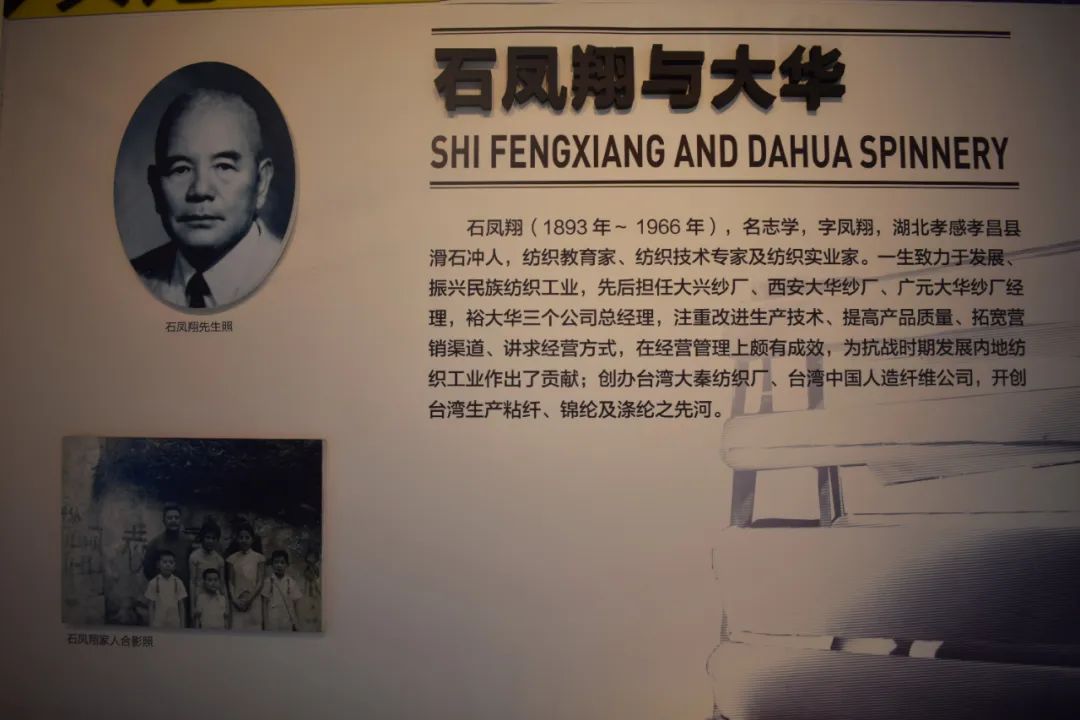 石凤翔与大华
SHI FENGXIANG AND DAHUA SPINNERY
石凤翔（1893 年～ 1966 年），名志学，字凤翔，湖北孝感孝昌县
滑石冲人，纺织教育家、纺织技术专家及纺织实业家。一生致力于发展、
振兴民族纺织工业，先后担任大兴纱厂、西安大华纱厂、广元大华纱厂经
理，裕大华三个公司总经理，注重改进生产技术、提高产品质量、拓宽营
销渠道、讲求经营方式，在经营管理上颇有成效，为抗战时期发展内地纺
织工业作出了贡献；创办台湾大秦纺织厂、台湾中国人造纤维公司，开创
台湾生产粘纤、锦纶及涤纶之先河。
石凤翔先生照
石凤翔家人合影照